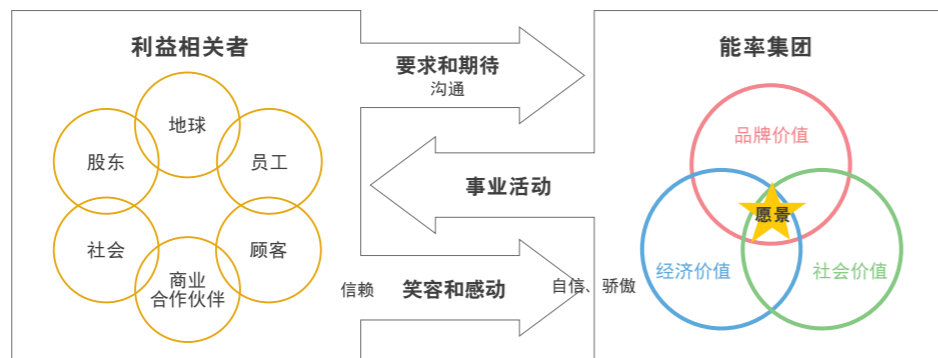 利益相关者
地球
股东
员工
社会
顾客
商业
合作伙伴
要求和期待
沟通
事业活动
信赖
笑容和感动
自信、骄傲
能率集团
品牌价值
愿景
经济价值
社会价值